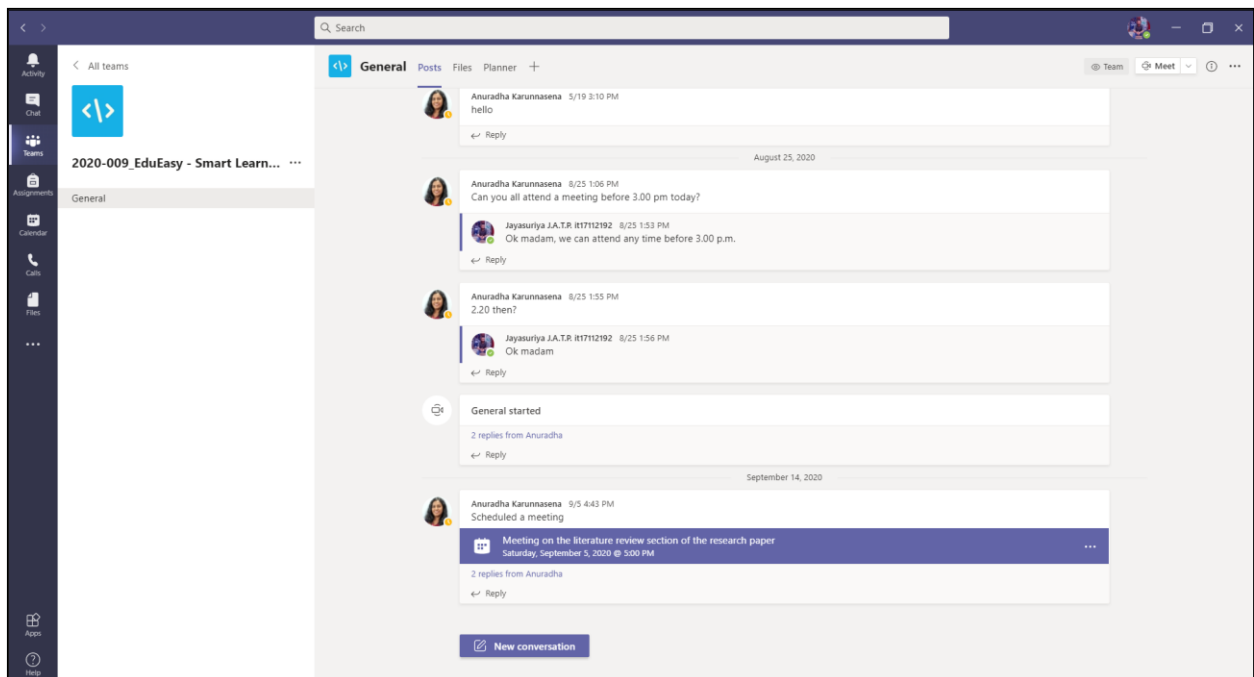 Search
Activity
Chat
Teams
Assignments
Calendar
Calls
Files
Apps
Help
All teams
2020-009_EduEasy - Smart Learn...
General
General Posts Files Planner
Team
Meet
Anuradha Karunnasena 5/19 3:10 PM
hello
Reply
August 25, 2020
Anuradha Karunnasena 8/25 1:06 PM
Can you all attend a meeting before 3.00 pm today?
Jayasuriya J.A.T.P. it17112192 8/25 1:53 PM
Ok madam, we can attend any time before 3.00 p.m.
Reply
Anuradha Karunnasena 8/25 1:55 PM
2.20 then?
Jayasuriya J.A.T.P. it17112192 8/25 1:56 PM
Ok madam
Reply
General started
2 replies from Anuradha
Reply
September 14, 2020
Anuradha Karunnasena 9/5 4:43 PM
Scheduled a meeting
Meeting on the literature review section of the research paper
Saturday, September 5, 2020 @ 5:00 PM
2 replies from Anuradha
Reply
New conversation